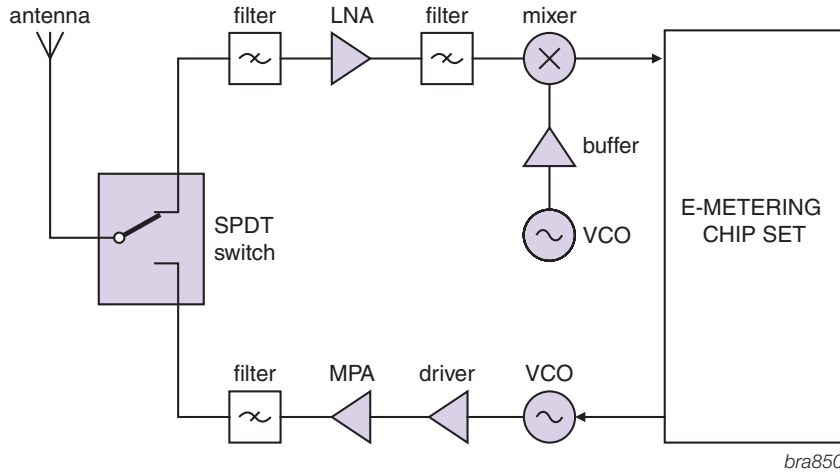 antenna
filter
LNA
filter
mixer
buffer
VCO
SPDT
switch
E-METERING
CHIP SET
filter
MPA
driver
VCO
bra850